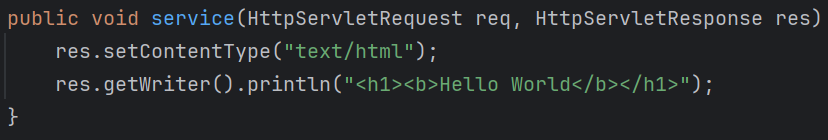 public void service(HttpServletRequest req, HttpServletResponse res)
    res.setContentType("text/html");
    res.getWriter().println("<h1><b>Hello World</b></h1>");
}